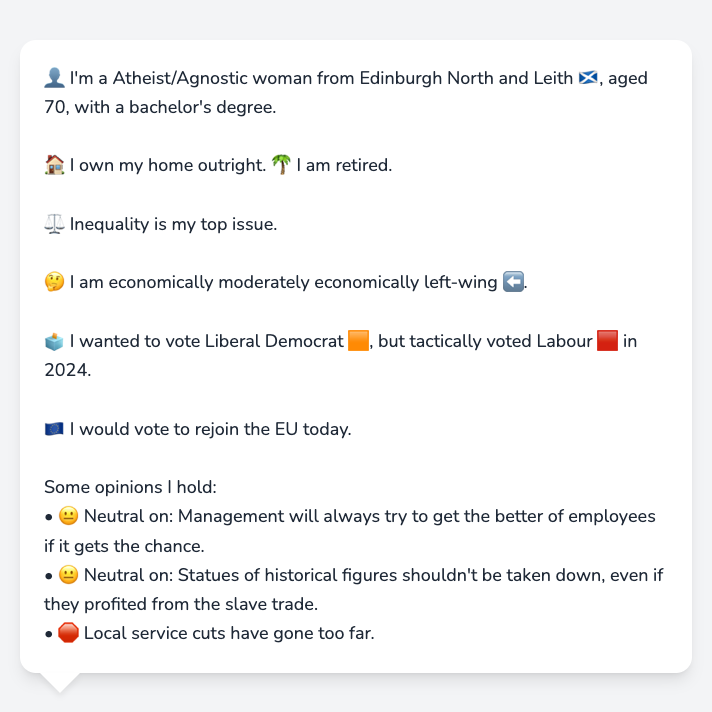 👤 I'm a Atheist/Agnostic woman from Edinburgh North and Leith 🏴󠁧󠁢󠁳󠁣󠁴󠁿, aged
70, with a bachelor's degree.
🏠 I own my home outright. 🌴 I am retired.
⚖️ Inequality is my top issue.
🤔 I am economically moderately economically left-wing ⬅️.
🗳️ I wanted to vote Liberal Democrat 🟧, but tactically voted Labour 🟥 in
2024.
🇪🇺 I would vote to rejoin the EU today.
Some opinions I hold:
• 😐 Neutral on: Management will always try to get the better of employees
if it gets the chance.
• 😐 Neutral on: Statues of historical figures shouldn't be taken down, even if
they profited from the slave trade.
• 🛑 Local service cuts have gone too far.